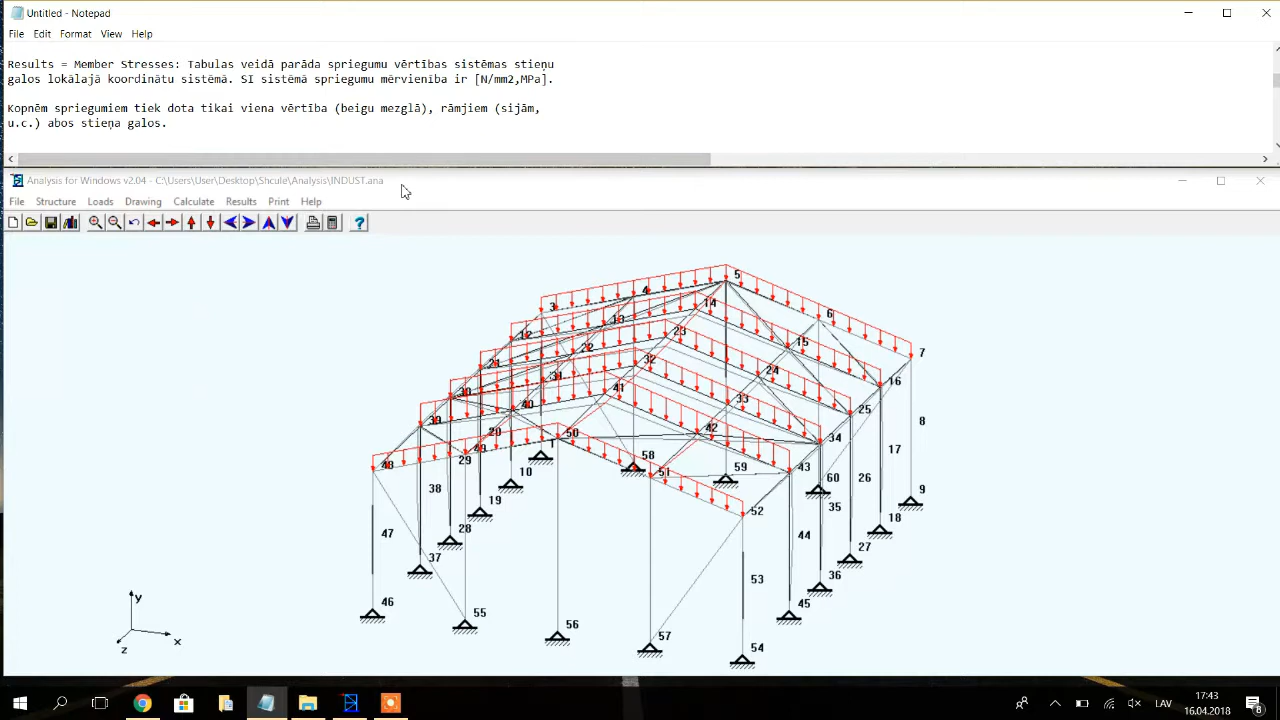 Untitled - Notepad
File Edit Format View Help
Results = Member Stresses: Tabulas veidā parāda spriegumu vērtības sistēmas stieņu
galos lokālajā koordinātu sistēmā. SI sistēmā spriegumu mērvienība ir [N/mm2,MPa].
Kopnēm spriegumiem tiek dota tikai viena vērtība (beigu mezglā), rāmjiem (sijām,
u.c.) abos stieņa galos.
Analysis for Windows v2.04 - C:\Users\User\Desktop\Shcule\Analysis\INDUST.ana
File Structure Loads Drawing Calculate Results Print Help
5
3 4
14 6
12 13
23 15 7
21 22
32 24 16
30 31
41 33 25
39 40
50 42 34 8
48 20 49 1
29 58 51 59 43 17
10 60 26
38 19 35 9
52 18
47 28 44 27
37 53 36
46 55 56 57 45
54
y
x
z
LAV
17:43
16.04.2018
8